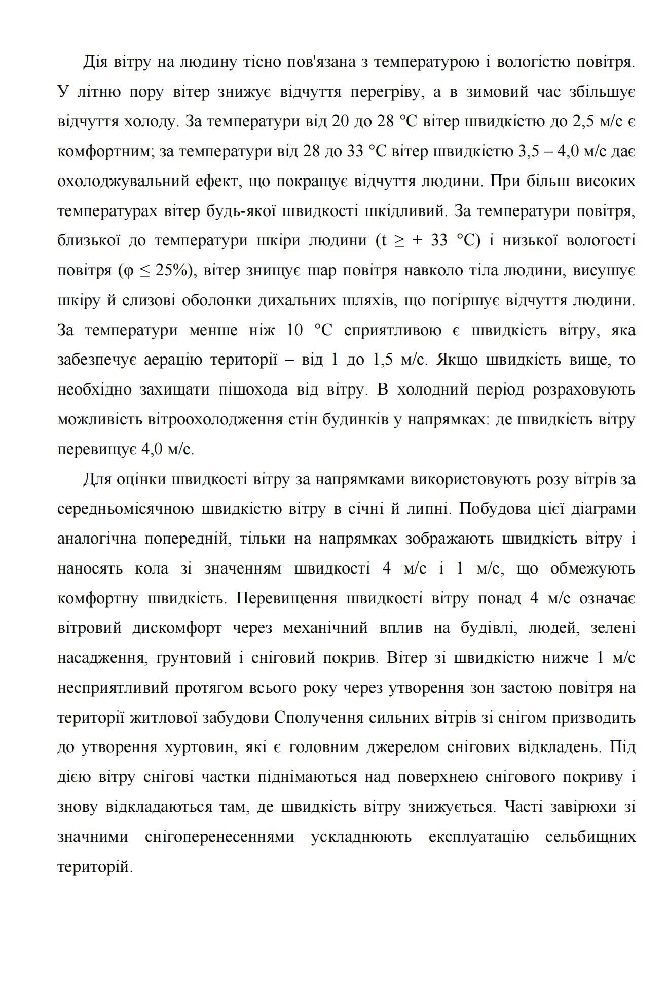 Дія вітру на людину тісно пов'язана з температурою і вологістю повітря.
У літню пору вітер знижує відчуття перегріву, а в зимовий час збільшує
відчуття холоду. За температури від 20 до 28 °С вітер швидкістю до 2,5 м/с є
комфортним; за температури від 28 до 33 °С вітер швидкістю 3,5 – 4,0 м/с дає
охолоджувальний ефект, що покращує відчуття людини. При більш високих
температурах вітер будь-якої швидкості шкідливий. За температури повітря,
близької до температури шкіри людини (t ≥ + 33 °С) і низької вологості
повітря (φ ≤ 25%), вітер знищує шар повітря навколо тіла людини, висушує
шкіру й слизові оболонки дихальних шляхів, що погіршує відчуття людини.
За температури менше ніж 10 °С сприятливою є швидкість вітру, яка
забезпечує аерацію території – від 1 до 1,5 м/с. Якщо швидкість вище, то
необхідно захищати пішохода від вітру. В холодний період розраховують
можливість вітроохолодження стін будинків у напрямках: де швидкість вітру
перевищує 4,0 м/с.
Для оцінки швидкості вітру за напрямками використовують розу вітрів за
середньомісячною швидкістю вітру в січні й липні. Побудова цієї діаграми
аналогічна попередній, тільки на напрямках зображають швидкість вітру і
наносять кола зі значенням швидкості 4 м/с і 1 м/с, що обмежують
комфортну швидкість. Перевищення швидкості вітру понад 4 м/с означає
вітровий дискомфорт через механічний вплив на будівлі, людей, зелені
насадження, ґрунтовий і сніговий покрив. Вітер зі швидкістю нижче 1 м/с
несприятливий протягом всього року через утворення зон застою повітря на
території житлової забудови Сполучення сильних вітрів зі снігом призводить
до утворення хуртовин, які є головним джерелом снігових відкладень. Під
дією вітру снігові частки піднімаються над поверхнею снігового покриву і
знову відкладаються там, де швидкість вітру знижується. Часті завірюхи зі
значними снігоперенесеннями ускладнюють експлуатацію сельбищних
територій.